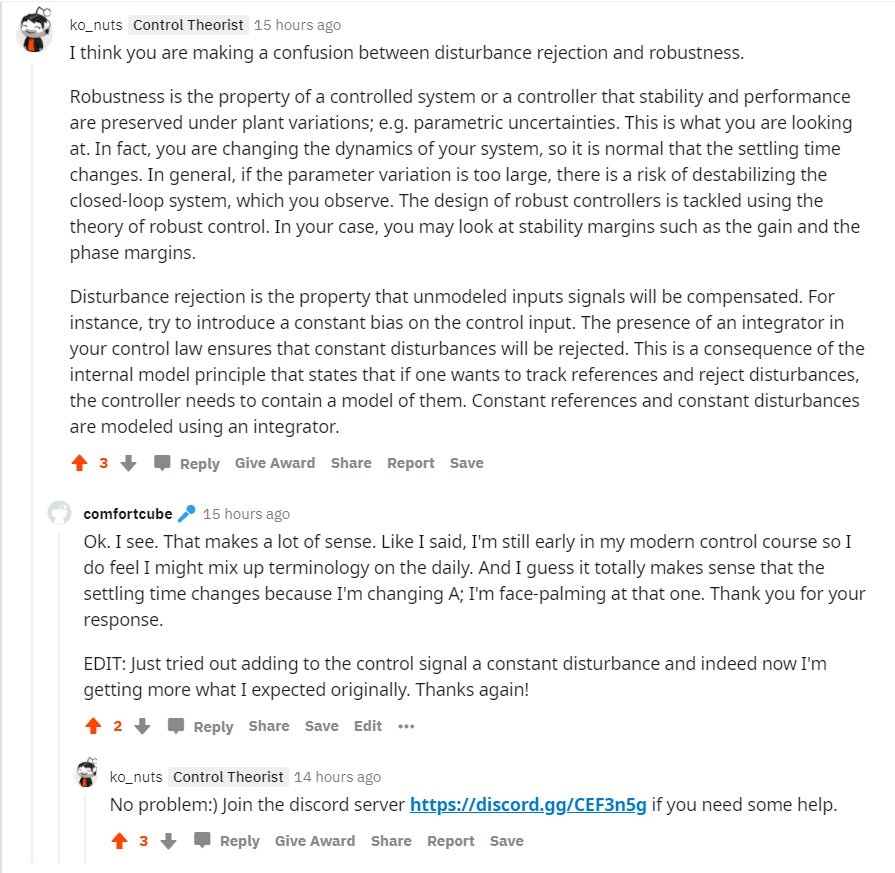 ko_nuts Control Theorist 15 hours ago
I think you are making a confusion between disturbance rejection and robustness.
Robustness is the property of a controlled system or a controller that stability and performance
are preserved under plant variations; e.g. parametric uncertainties. This is what you are looking
at. In fact, you are changing the dynamics of your system, so it is normal that the settling time
changes. In general, if the parameter variation is too large, there is a risk of destabilizing the
closed-loop system, which you observe. The design of robust controllers is tackled using the
theory of robust control. In your case, you may look at stability margins such as the gain and the
phase margins.
Disturbance rejection is the property that unmodeled inputs signals will be compensated. For
instance, try to introduce a constant bias on the control input. The presence of an integrator in
your control law ensures that constant disturbances will be rejected. This is a consequence of the
internal model principle that states that if one wants to track references and reject disturbances,
the controller needs to contain a model of them. Constant references and constant disturbances
are modeled using an integrator.
3 Reply Give Award Share Report Save
comfortcube 15 hours ago
Ok. I see. That makes a lot of sense. Like I said, I'm still early in my modern control course so I
do feel I might mix up terminology on the daily. And I guess it totally makes sense that the
settling time changes because I'm changing A; I'm face-palming at that one. Thank you for your
response.
EDIT: Just tried out adding to the control signal a constant disturbance and indeed now I'm
getting more what I expected originally. Thanks again!
2 Reply Share Save Edit •••
ko_nuts Control Theorist 14 hours ago
No problem:) Join the discord server https://discord.gg/CEF3n5g if you need some help.
3 Reply Give Award Share Report Save